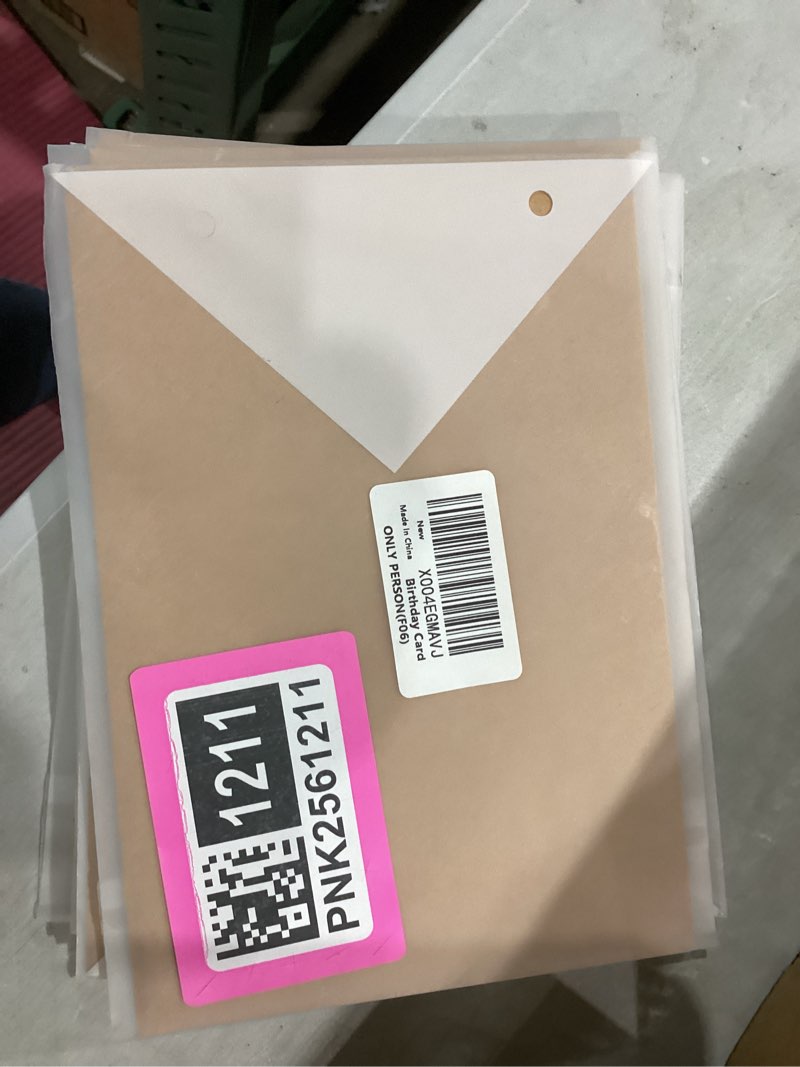 X004EGMAVJ
New Birthday Card
Made in China
ONLY PERSON(F06)
1211
PNK2561211